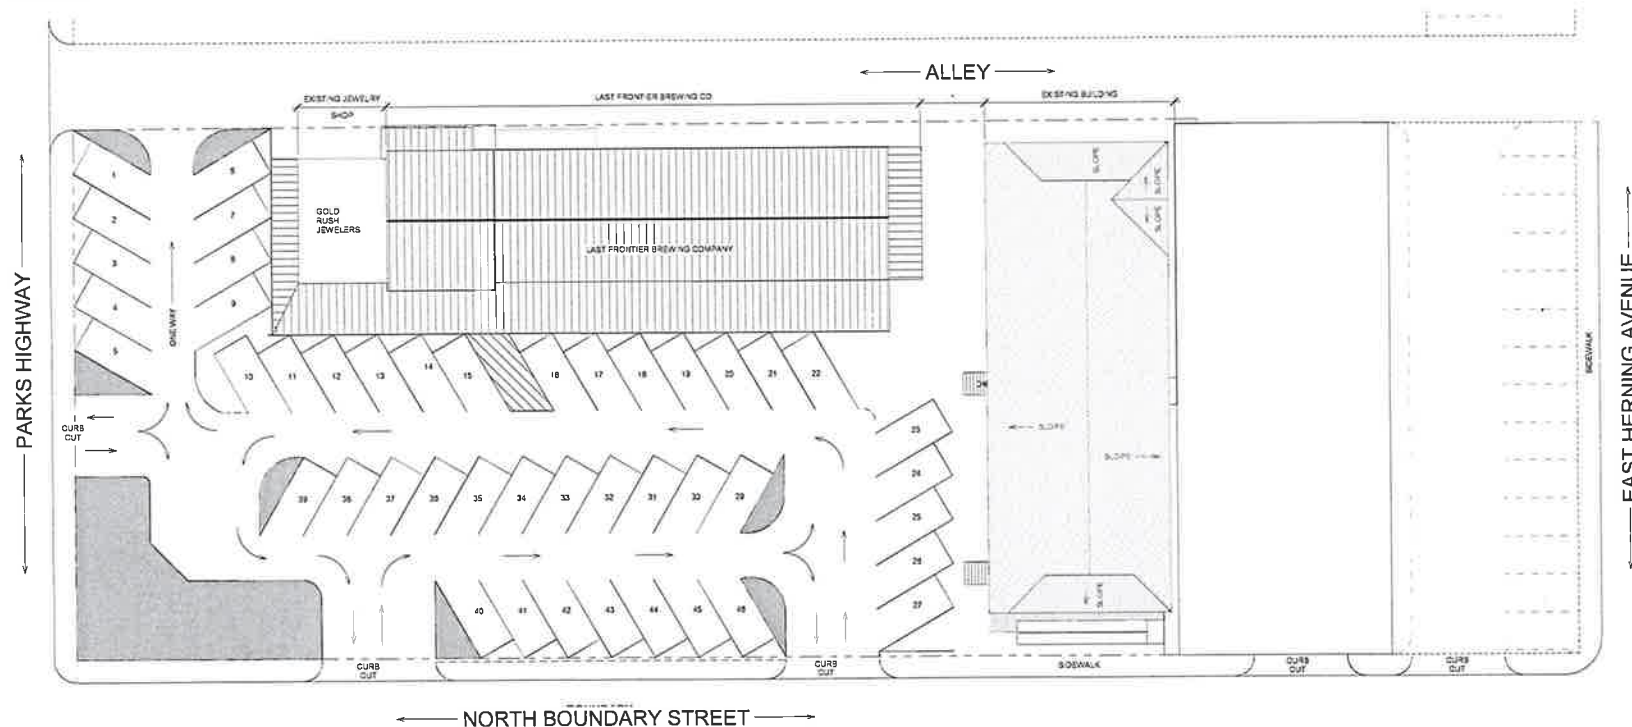 ALLEY
EXISTING JEWELRY
SHOP
LAST FRONTIER BREWING CO
EXISTING BUILDING
PARKS HIGHWAY
1
2
3
4
5
6
7
8
9
ONE WAY
GOLD
RUSH
JEWELERS
LAST FRONTIER BREWING COMPANY
SLOPE
SLOPE
SLOPE
SLOPE
SLOPE
SLOPE
EAST HERNING AVENUE
SIDEWALK
10
11
12
13
14
15
16
17
18
19
20
21
22
CURB
CUT
23
24
25
26
27
39
38
37
36
35
34
33
32
31
30
29
40
41
42
43
44
45
46
CURB
CUT
CURB
CUT
SIDEWALK
CURB
CUT
CURB
CUT
NORTH BOUNDARY STREET